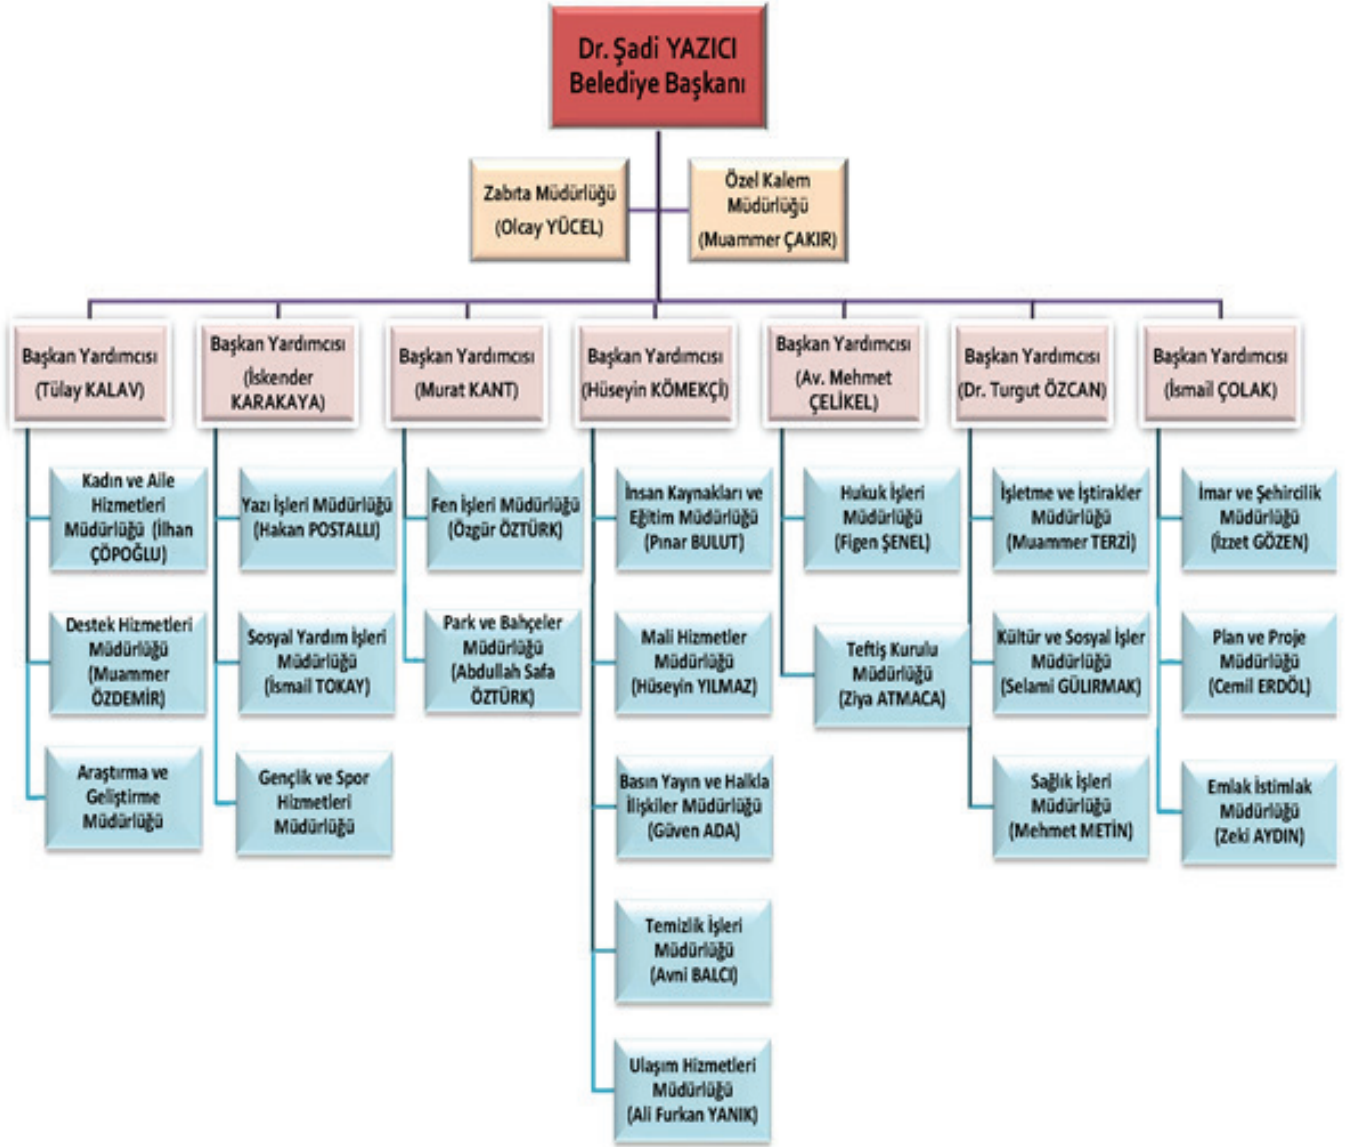 Dr. Şadi YAZICI
Belediye Başkanı
Zabıta Müdürlüğü
(Olcay YÜCEL)
Özel Kalem
Müdürlüğü
(Muammer ÇAKIR)
Başkan Yardımcısı
(Tülay KALAV)
Kadın ve Aile
Hizmetleri
Müdürlüğü (İlhan
ÇÖPOĞLU)
Destek Hizmetleri
Müdürlüğü
(Muammer
ÖZDEMİR)
Araştırma ve
Geliştirme
Müdürlüğü
Başkan Yardımcısı
(İskender
KARAKAYA)
Yazı İşleri Müdürlüğü
(Hakan POSTALLI)
Sosyal Yardım İşleri
Müdürlüğü
(İsmail TOKAY)
Gençlik ve Spor
Hizmetleri
Müdürlüğü
Başkan Yardımcısı
(Murat KANT)
Fen İşleri Müdürlüğü
(Özgür ÖZTÜRK)
Park ve Bahçeler
Müdürlüğü
(Abdullah Safa
ÖZTÜRK)
Başkan Yardımcısı
(Hüseyin KÖMEKÇİ)
İnsan Kaynakları ve
Eğitim Müdürlüğü
(Pınar BULUT)
Mali Hizmetler
Müdürlüğü
(Hüseyin YILMAZ)
Basın Yayın ve Halkla
İlişkiler Müdürlüğü
(Güven ADA)
Temizlik İşleri
Müdürlüğü
(Avni BALCI)
Ulaşım Hizmetleri
Müdürlüğü
(Ali Furkan YANIK)
Başkan Yardımcısı
(Av. Mehmet
ÇELİKEL)
Hukuk İşleri
Müdürlüğü
(Figen ŞENEL)
Teftiş Kurulu
Müdürlüğü
(Ziya ATMACA)
Başkan Yardımcısı
(Dr. Turgut ÖZCAN)
İşletme ve İştirakler
Müdürlüğü
(Muammer TERZİ)
Kültür ve Sosyal İşler
Müdürlüğü
(Selami GÜLIRMAK)
Sağlık İşleri
Müdürlüğü
(Mehmet METİN)
Başkan Yardımcısı
(İsmail ÇOLAK)
İmar ve Şehircilik
Müdürlüğü
(İzzet GÖZEN)
Plan ve Proje
Müdürlüğü
(Cemil ERDÖL)
Emlak İstimlak
Müdürlüğü
(Zeki AYDIN)